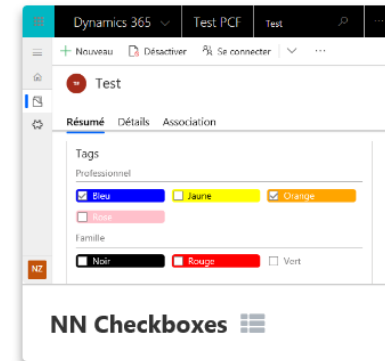 Dynamics 365 Test PCF Test
Nouveau Désactiver Se connecter
Test
Résumé Détails Association
Tags
Professionnel
Bleu Jaune Orange
Rose
Famille
Noir Rouge Vert
NZ
NN Checkboxes